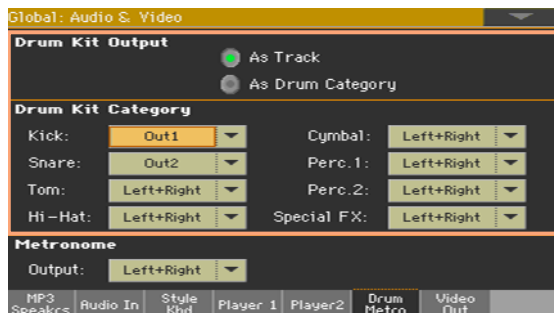 Global: Audio & Video
Drum Kit Output
As Track
As Drum Category
Drum Kit Category
Kick: Out1 Cymbal: Left+Right
Snare: Out2 Perc.1: Left+Right
Tom: Left+Right Perc.2: Left+Right
Hi-Hat: Left+Right Special FX: Left+Right
Metronome
Output: Left+Right
MP3 Audio In Style Player 1 Player2 Drum Video
Speakrs Kbd Metro Out